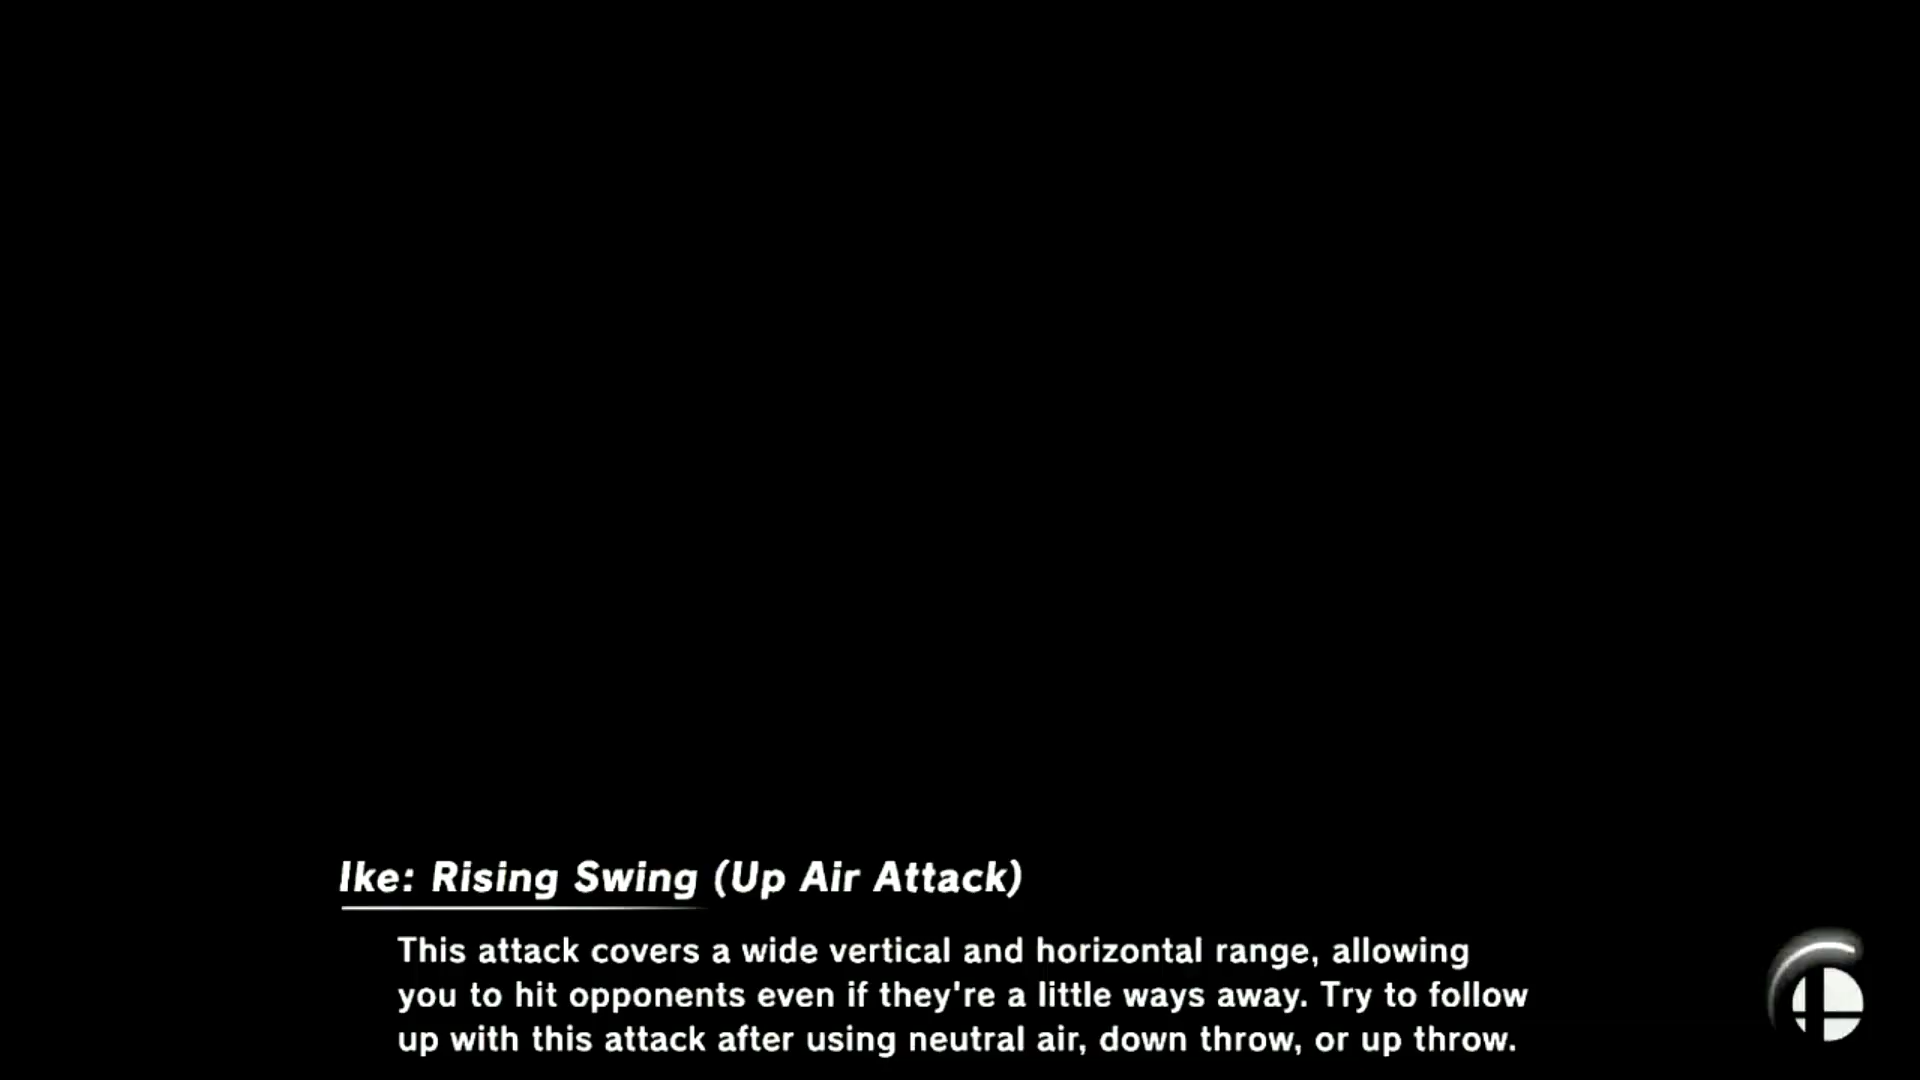 Ike: Rising Swing (Up Air Attack)
This attack covers a wide vertical and horizontal range, allowing
you to hit opponents even if they're a little ways away. Try to follow
up with this attack after using neutral air, down throw, or up throw.